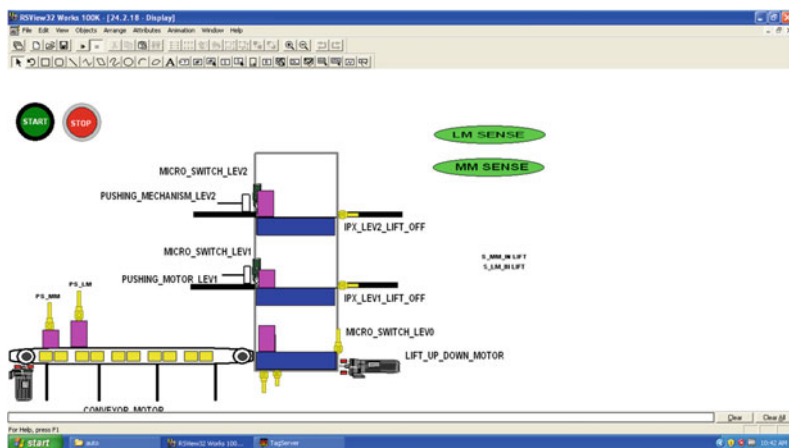 RSView32 Works 100K - [24.2.18 - Display]
File Edit View Objects Arrange Attributes Animation Window Help
START
STOP
LM SENSE
MM SENSE
MICRO_SWITCH_LEV2
PUSHING_MECHANISM_LEV2
IPX_LEV2_LIFT_OFF
MICRO_SWITCH_LEV1
S_MM_IN LIFT
S_LM_IN LIFT
PUSHING_MOTOR_LEV1
PS_MM
PS_LM
IPX_LEV1_LIFT_OFF
MICRO_SWITCH_LEV0
LIFT_UP_DOWN_MOTOR
CONVEYOR_MOTOR
Clear
Clear All
For Help, press F1
start
auto
RSView32 Works 100...
TagServer
10:42 AM